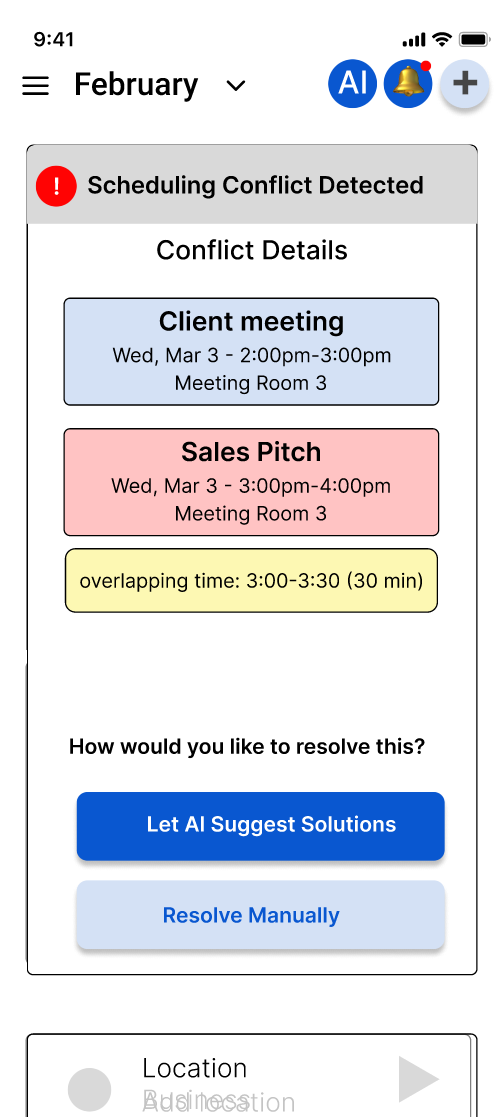 9:41
February
AI
+
! Scheduling Conflict Detected
Conflict Details
Client meeting
Wed, Mar 3 - 2:00pm-3:00pm
Meeting Room 3
Sales Pitch
Wed, Mar 3 - 3:00pm-4:00pm
Meeting Room 3
overlapping time: 3:00-3:30 (30 min)
How would you like to resolve this?
Let AI Suggest Solutions
Resolve Manually
Location
Business
Add location